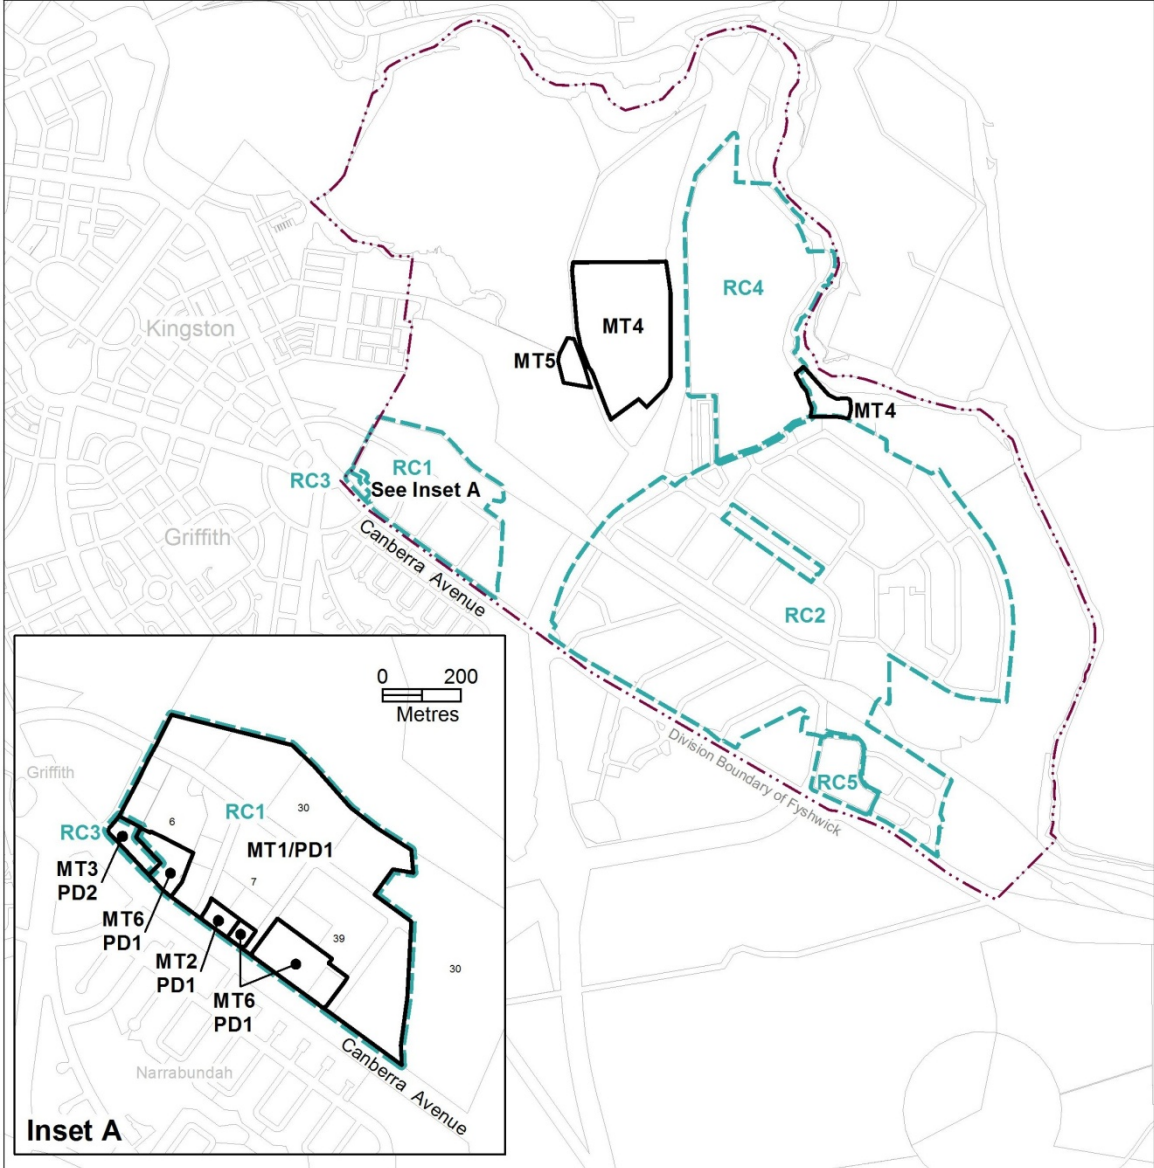 RC4
Kingston
MT4
MT5
MT4
RC1
RC3
See Inset A
Griffith
Canberra Avenue
RC2
Division Boundary of Fyshwick
RC5
0 200
Metres
Griffith
RC1
30
6
RC3
MT1/PD1
MT3
PD2
7
MT6
PD1
39
MT2
PD1
30
MT6
PD1
Canberra Avenue
Narrabundah
Inset A